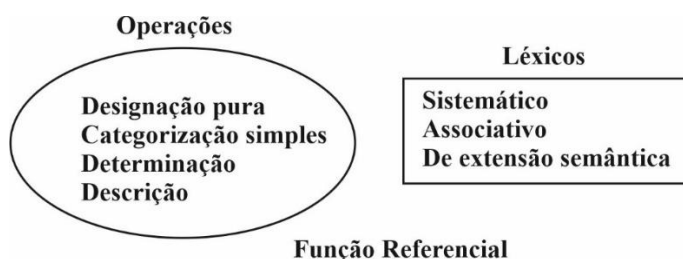 Operações
Designação pura
Categorização simples
Determinação
Descrição
Léxicos
Sistemático
Associativo
De extensão semântica
Função Referencial